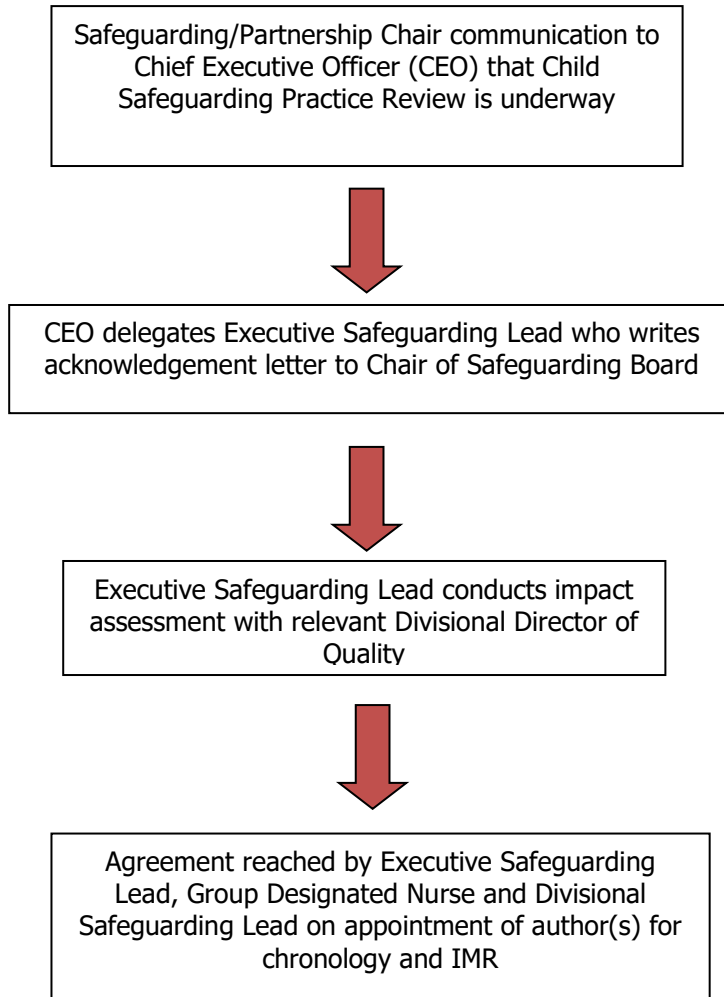 Safeguarding/Partnership Chair communication to
Chief Executive Officer (CEO) that Child
Safeguarding Practice Review is underway
CEO delegates Executive Safeguarding Lead who writes
acknowledgement letter to Chair of Safeguarding Board
Executive Safeguarding Lead conducts impact
assessment with relevant Divisional Director of
Quality
Agreement reached by Executive Safeguarding
Lead, Group Designated Nurse and Divisional
Safeguarding Lead on appointment of author(s) for
chronology and IMR